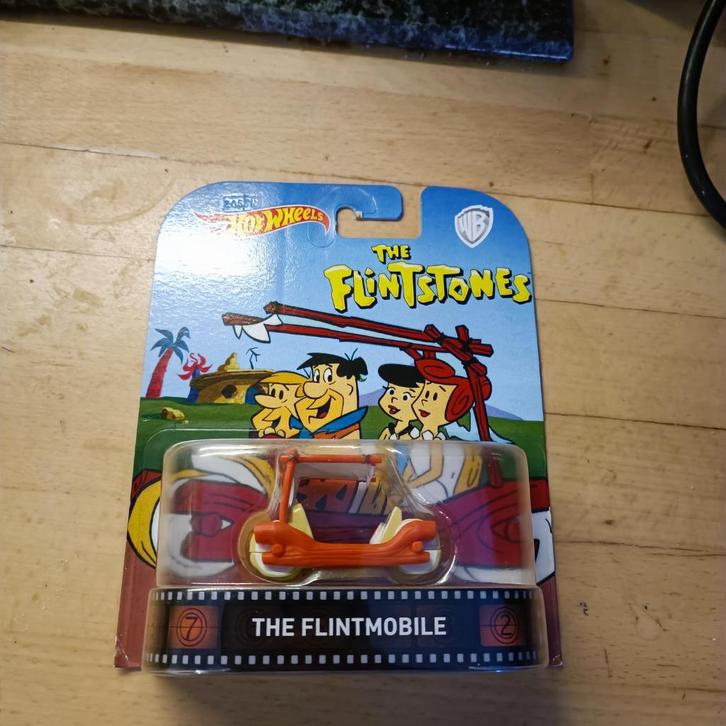 HOT WHEELS
WB
THE
FLINTSTONES
THE FLINTMOBILE
7
2